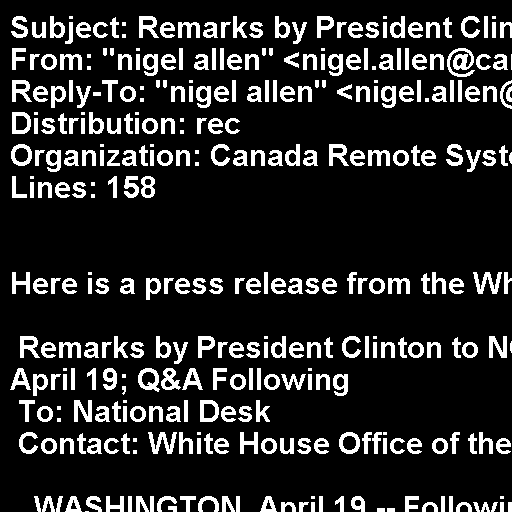 Subject: Remarks by President Clin
From: "nigel allen" <nigel.allen@ca
Reply-To: "nigel allen" <nigel.allen@
Distribution: rec
Organization: Canada Remote Syst
Lines: 158
Here is a press release from the Wh
Remarks by President Clinton to N
April 19; Q&A Following
To: National Desk
Contact: White House Office of the
WASHINGTON, April 19 -- Followi